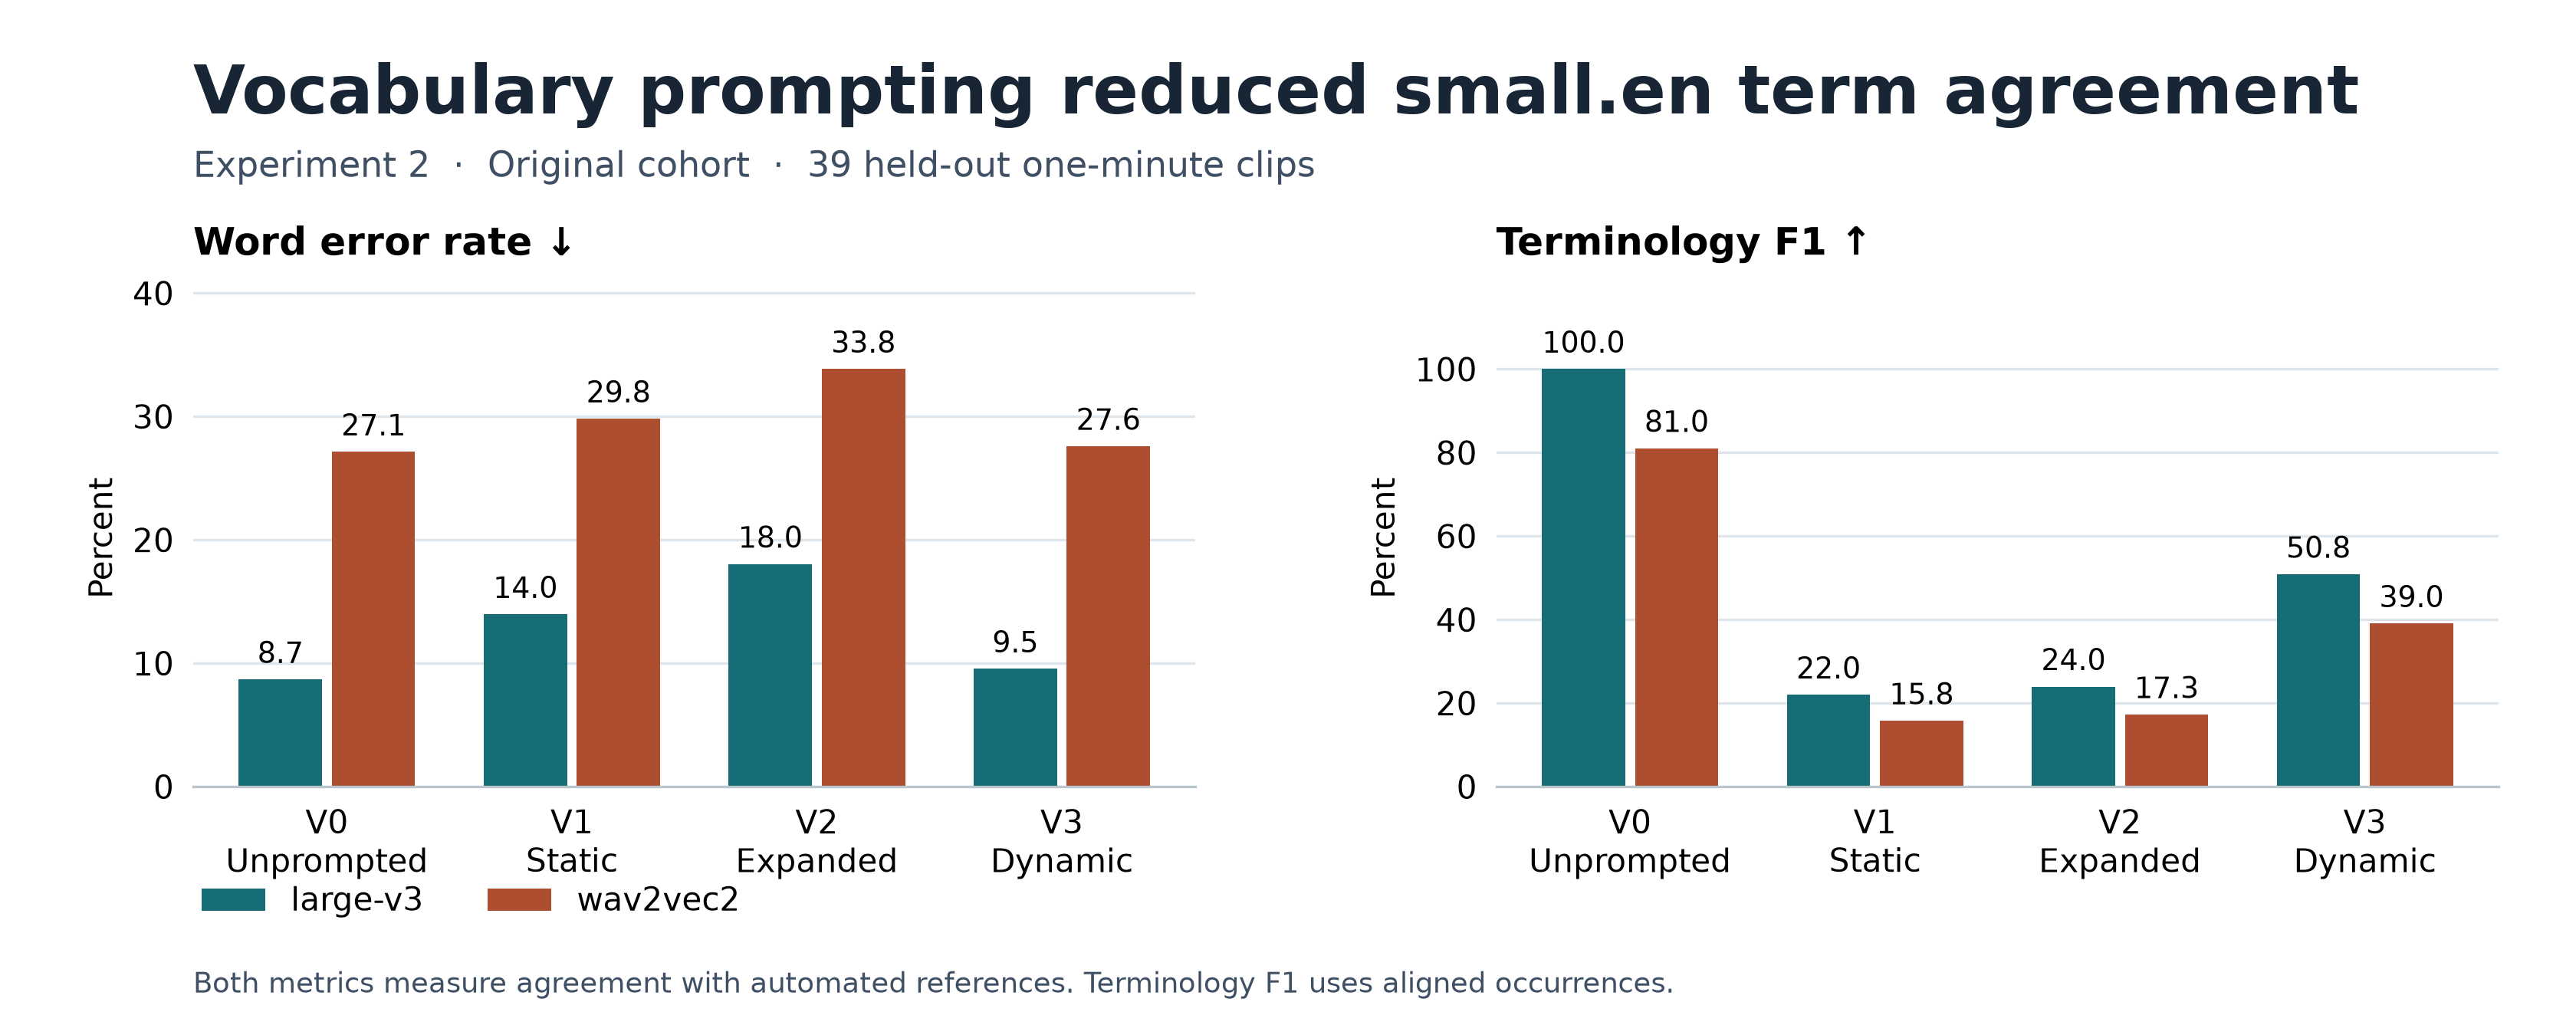 Vocabulary prompting reduced small.en term agreement
Experiment 2 · Original cohort · 39 held-out one-minute clips
Word error rate ↓
40
30
20
10
0
Percent
8.7
27.1
14.0
29.8
18.0
33.8
9.5
27.6
V0
Unprompted
V1
Static
V2
Expanded
V3
Dynamic
large-v3
wav2vec2
Terminology F1 ↑
100
80
60
40
20
0
Percent
100.0
81.0
22.0
15.8
24.0
17.3
50.8
39.0
V0
Unprompted
V1
Static
V2
Expanded
V3
Dynamic
Both metrics measure agreement with automated references. Terminology F1 uses aligned occurrences.